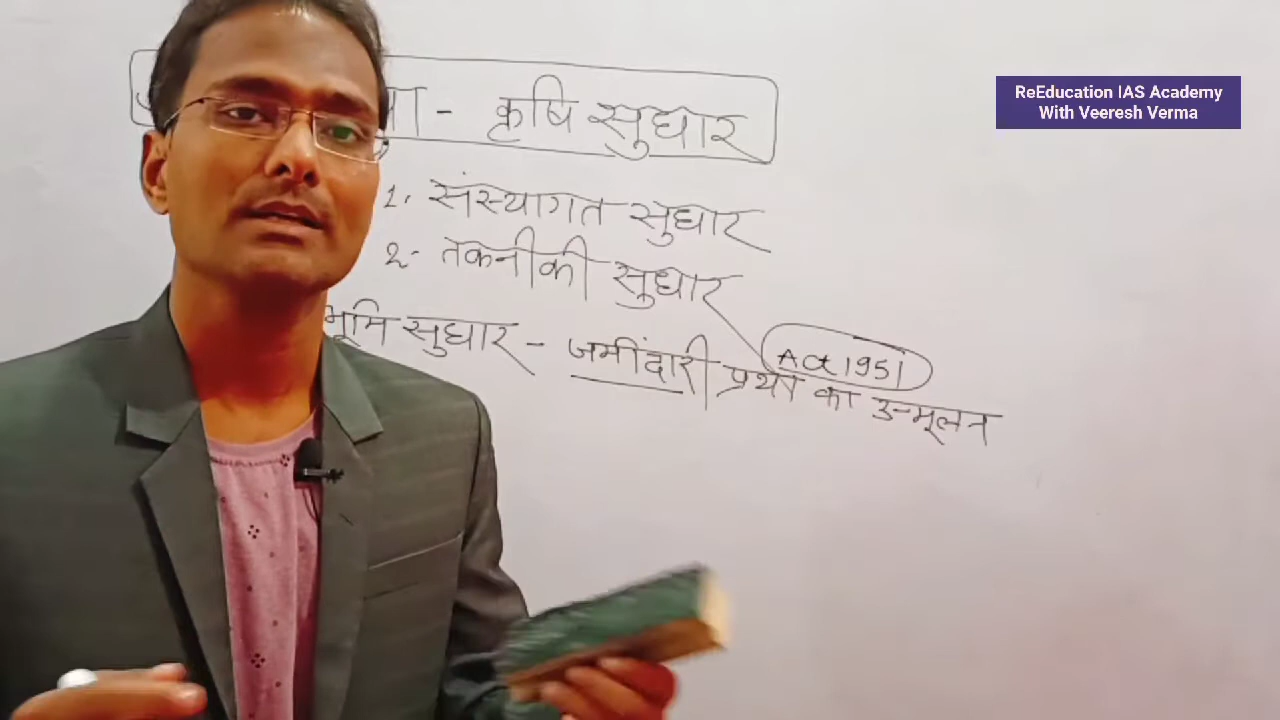 ReEducation IAS Academy
With Veeresh Verma
- कृषि सुधार
1. संस्थागत सुधार
2- तकनीकी सुधार
भूमि सुधार - जमींदारी प्रथा का उन्मूलन
Act 1951